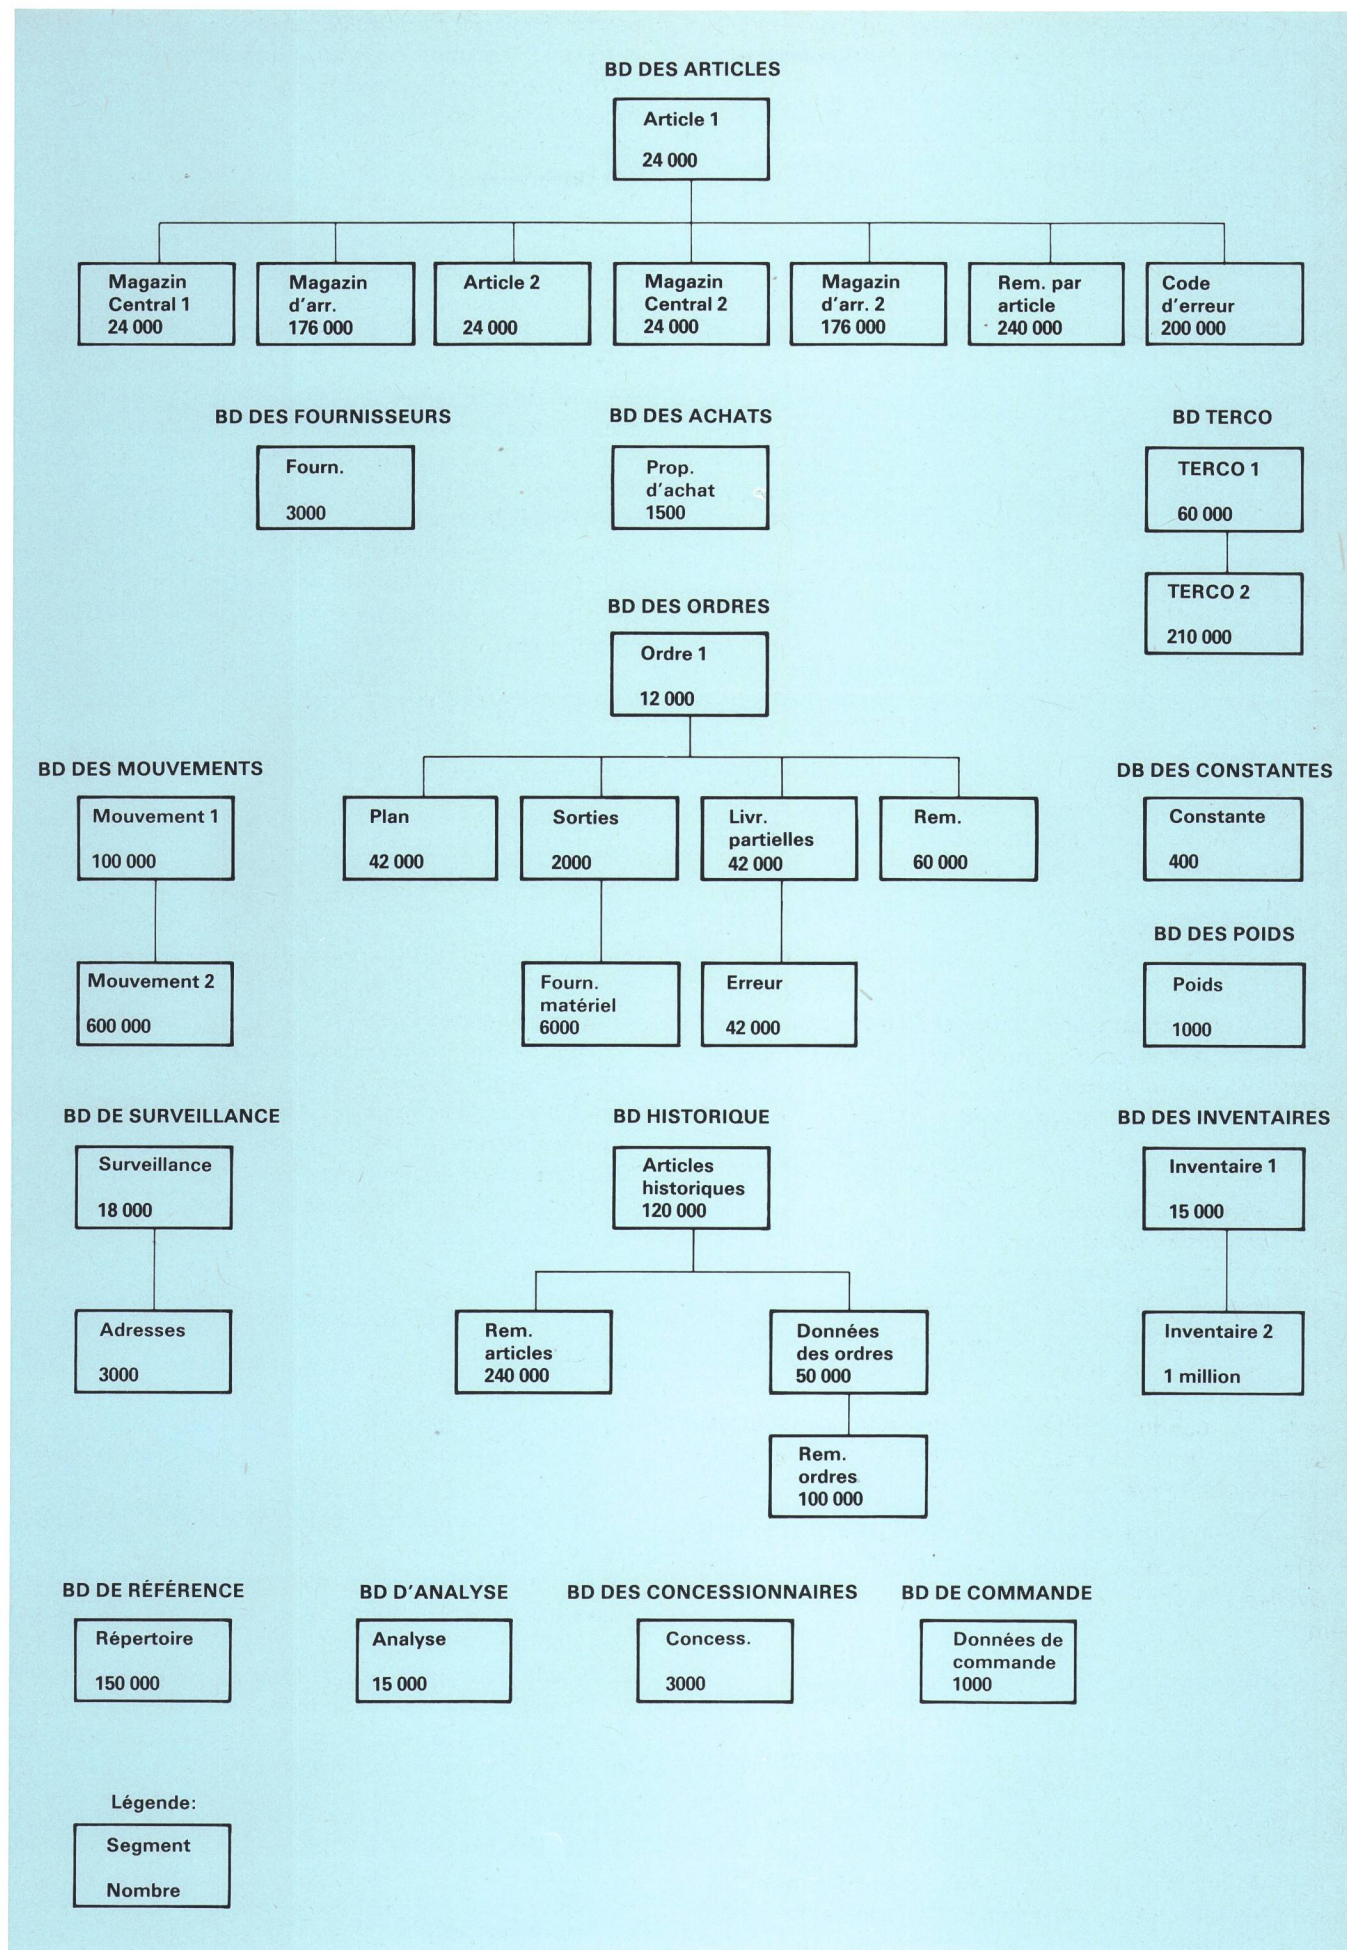 BD DES ARTICLES
Article 1
24 000
Magazin
Central 1
24 000
Magazin
d'arr.
176 000
Article 2
24 000
Magazin
Central 2
24 000
Magazin
d'arr. 2
176 000
Rem. par
article
240 000
Code
d'erreur
200 000
BD DES FOURNISSEURS
Fourn.
3000
BD DES ACHATS
Prop.
d'achat
1500
BD TERCO
TERCO 1
60 000
TERCO 2
210 000
BD DES ORDRES
Ordre 1
12 000
Plan
42 000
Sorties
2000
Livr.
partielles
42 000
Rem.
60 000
Fourn.
matériel
6000
Erreur
42 000
BD DES MOUVEMENTS
Mouvement 1
100 000
Mouvement 2
600 000
DB DES CONSTANTES
Constante
400
BD DES POIDS
Poids
1000
BD DE SURVEILLANCE
Surveillance
18 000
Adresses
3000
BD HISTORIQUE
Articles
historiques
120 000
Rem.
articles
240 000
Données
des ordres
50 000
Rem.
ordres
100 000
BD DES INVENTAIRES
Inventaire 1
15 000
Inventaire 2
1 million
BD DE RÉFÉRENCE
Répertoire
150 000
BD D'ANALYSE
Analyse
15 000
BD DES CONCESSIONNAIRES
Concess.
3000
BD DE COMMANDE
Données de
commande
1000
Légende:
Segment
Nombre